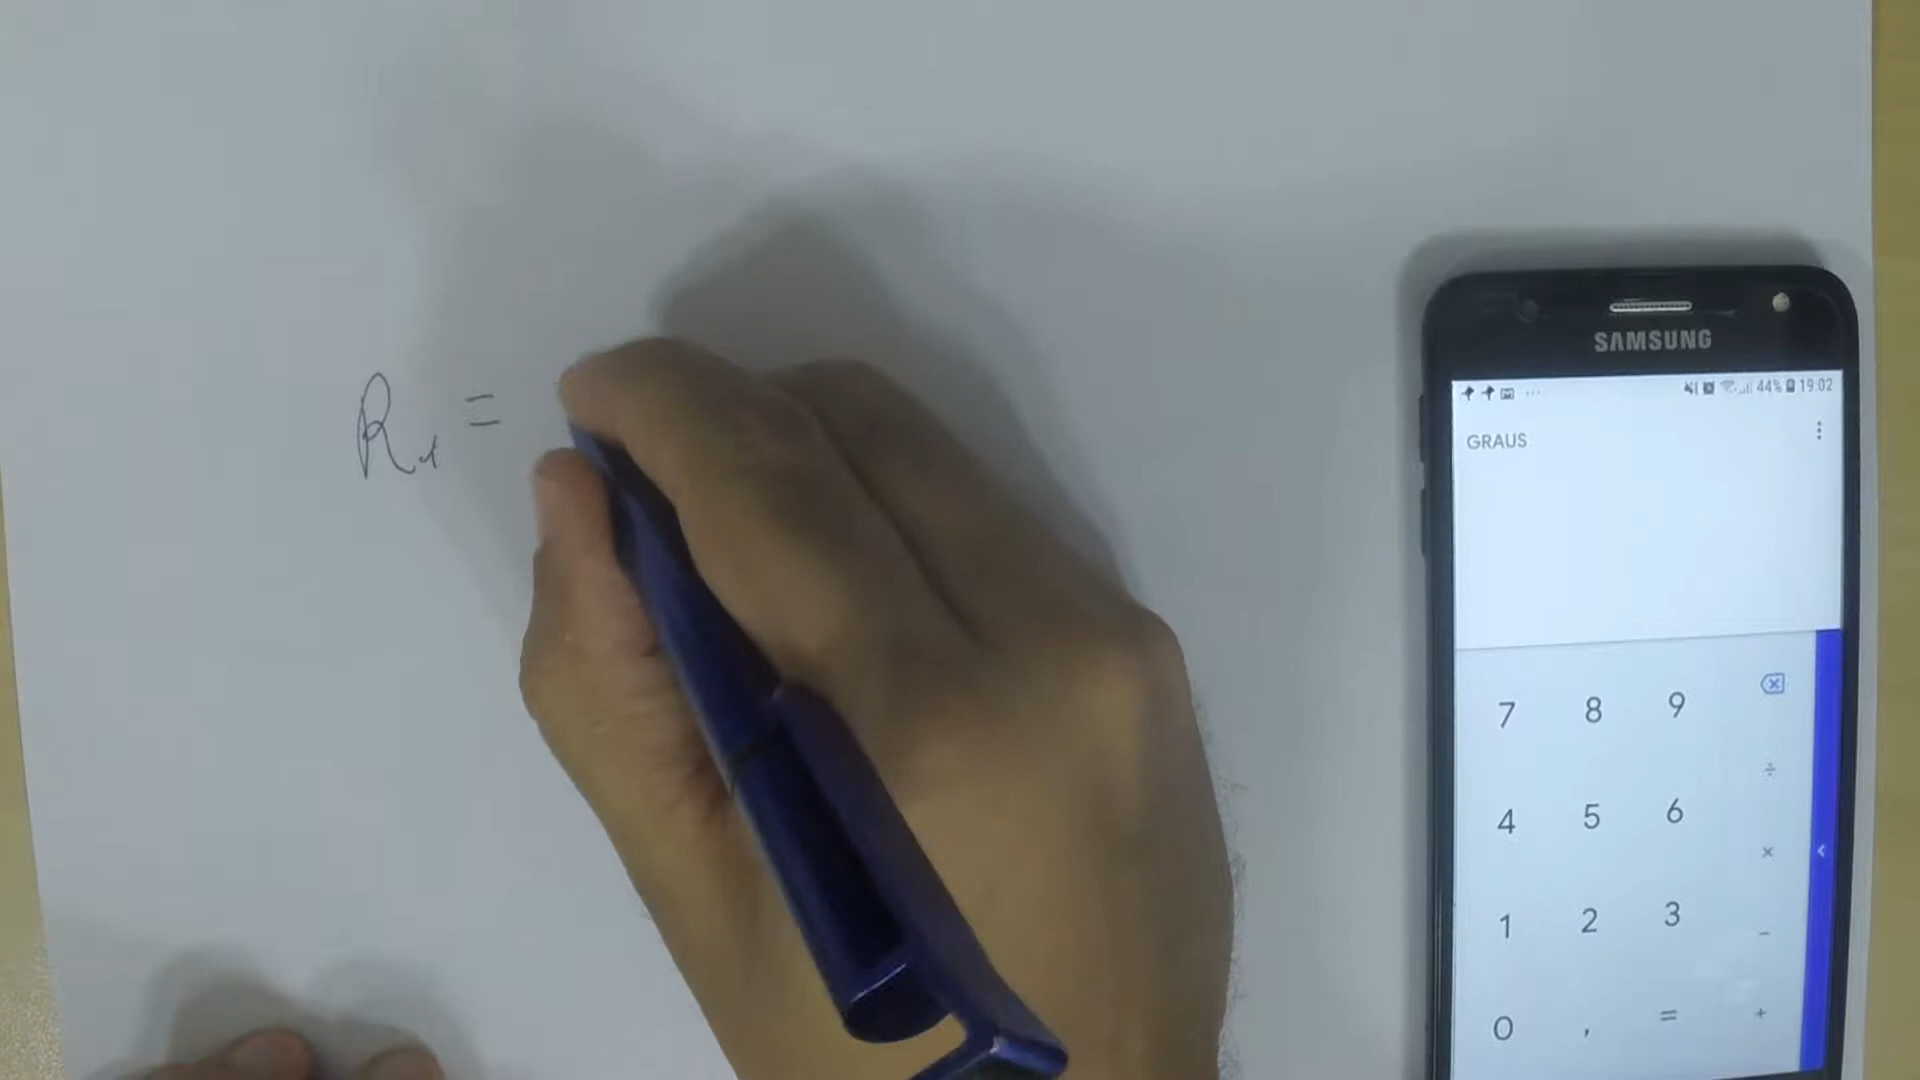 R₁ =
SAMSUNG
44% 19:02
GRAUS
7 8 9
÷
4 5 6
×
1 2 3
−
0 , = +
<